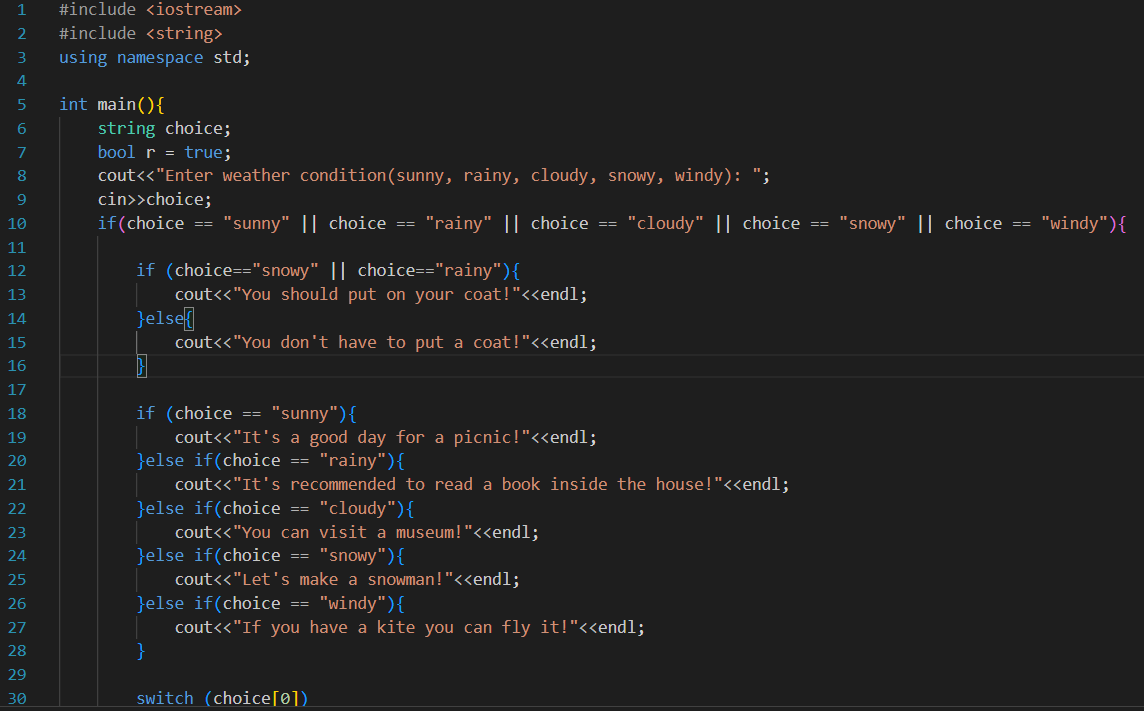 1 #include <iostream>
2 #include <string>
3 using namespace std;
4
5 int main(){
6     string choice;
7     bool r = true;
8     cout<<"Enter weather condition(sunny, rainy, cloudy, snowy, windy): ";
9     cin>>choice;
10     if(choice == "sunny" || choice == "rainy" || choice == "cloudy" || choice == "snowy" || choice == "windy"){
11
12         if (choice=="snowy" || choice=="rainy"){
13             cout<<"You should put on your coat!"<<endl;
14         }else{
15             cout<<"You don't have to put a coat!"<<endl;
16         }
17
18         if (choice == "sunny"){
19             cout<<"It's a good day for a picnic!"<<endl;
20         }else if(choice == "rainy"){
21             cout<<"It's recommended to read a book inside the house!"<<endl;
22         }else if(choice == "cloudy"){
23             cout<<"You can visit a museum!"<<endl;
24         }else if(choice == "snowy"){
25             cout<<"Let's make a snowman!"<<endl;
26         }else if(choice == "windy"){
27             cout<<"If you have a kite you can fly it!"<<endl;
28         }
29
30         switch (choice[0])